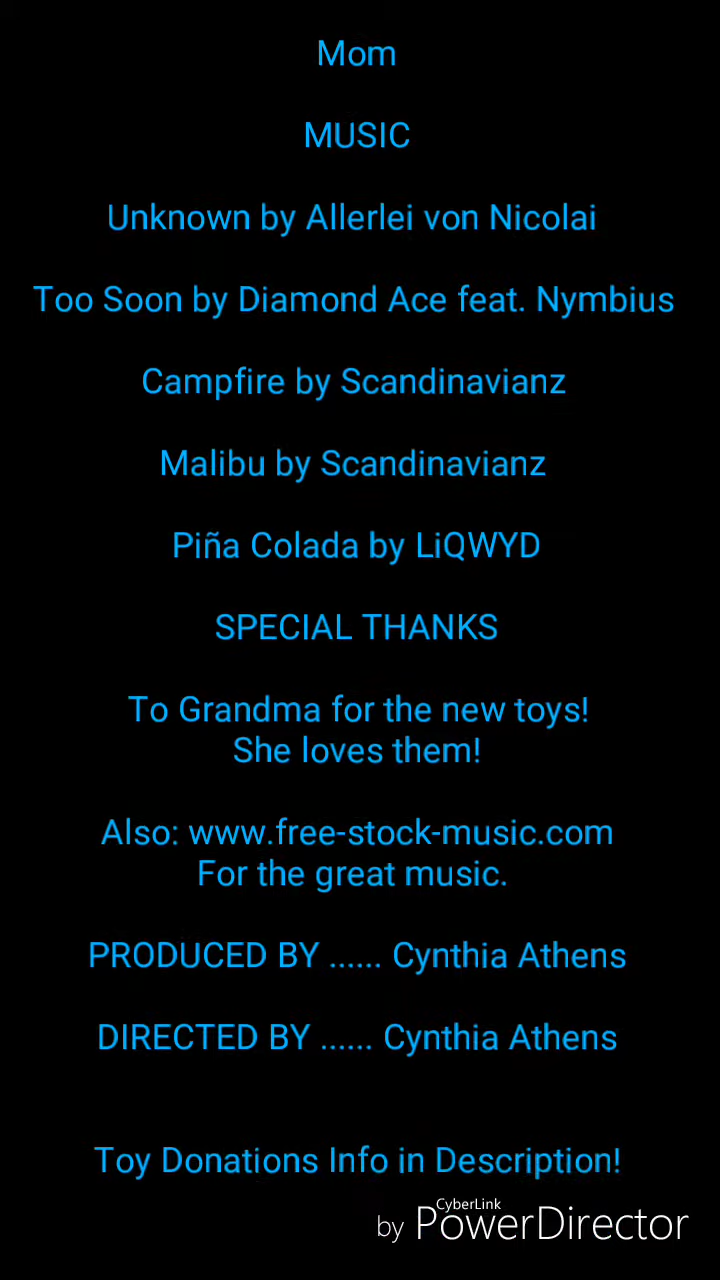 Mom
MUSIC
Unknown by Allerlei von Nicolai
Too Soon by Diamond Ace feat. Nymbius
Campfire by Scandinavianz
Malibu by Scandinavianz
Piña Colada by LiQWYD
SPECIAL THANKS
To Grandma for the new toys!
She loves them!
Also: www.free-stock-music.com
For the great music.
PRODUCED BY ...... Cynthia Athens
DIRECTED BY ...... Cynthia Athens
Toy Donations Info in Description!
CyberLink
by PowerDirector